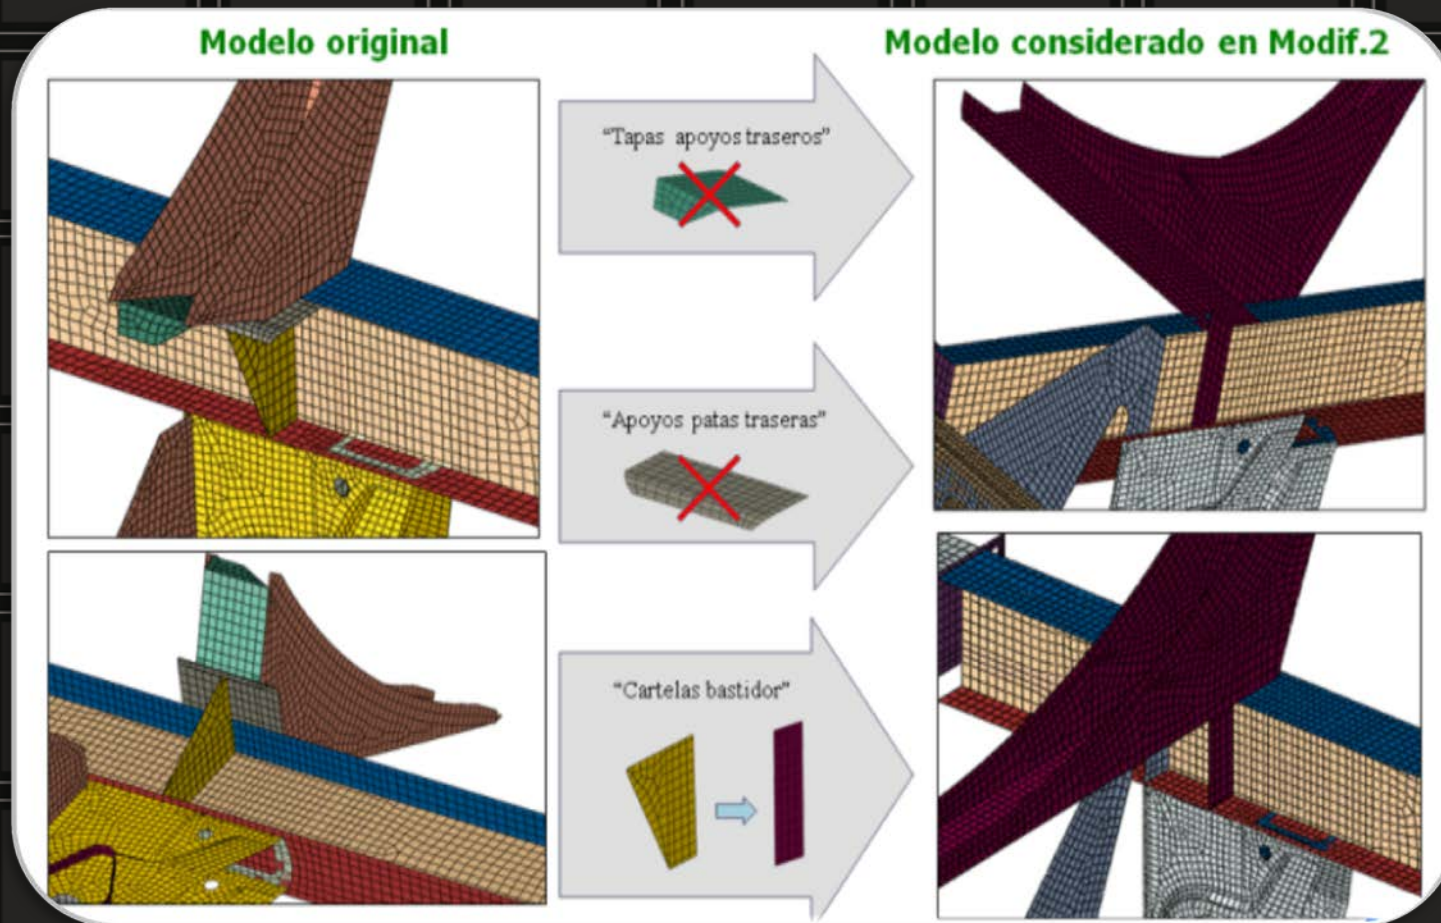 Modelo original
Modelo considerado en Modif.2
“Tapas apoyos traseros”
“Apoyos patas traseras”
“Cartelas bastidor”